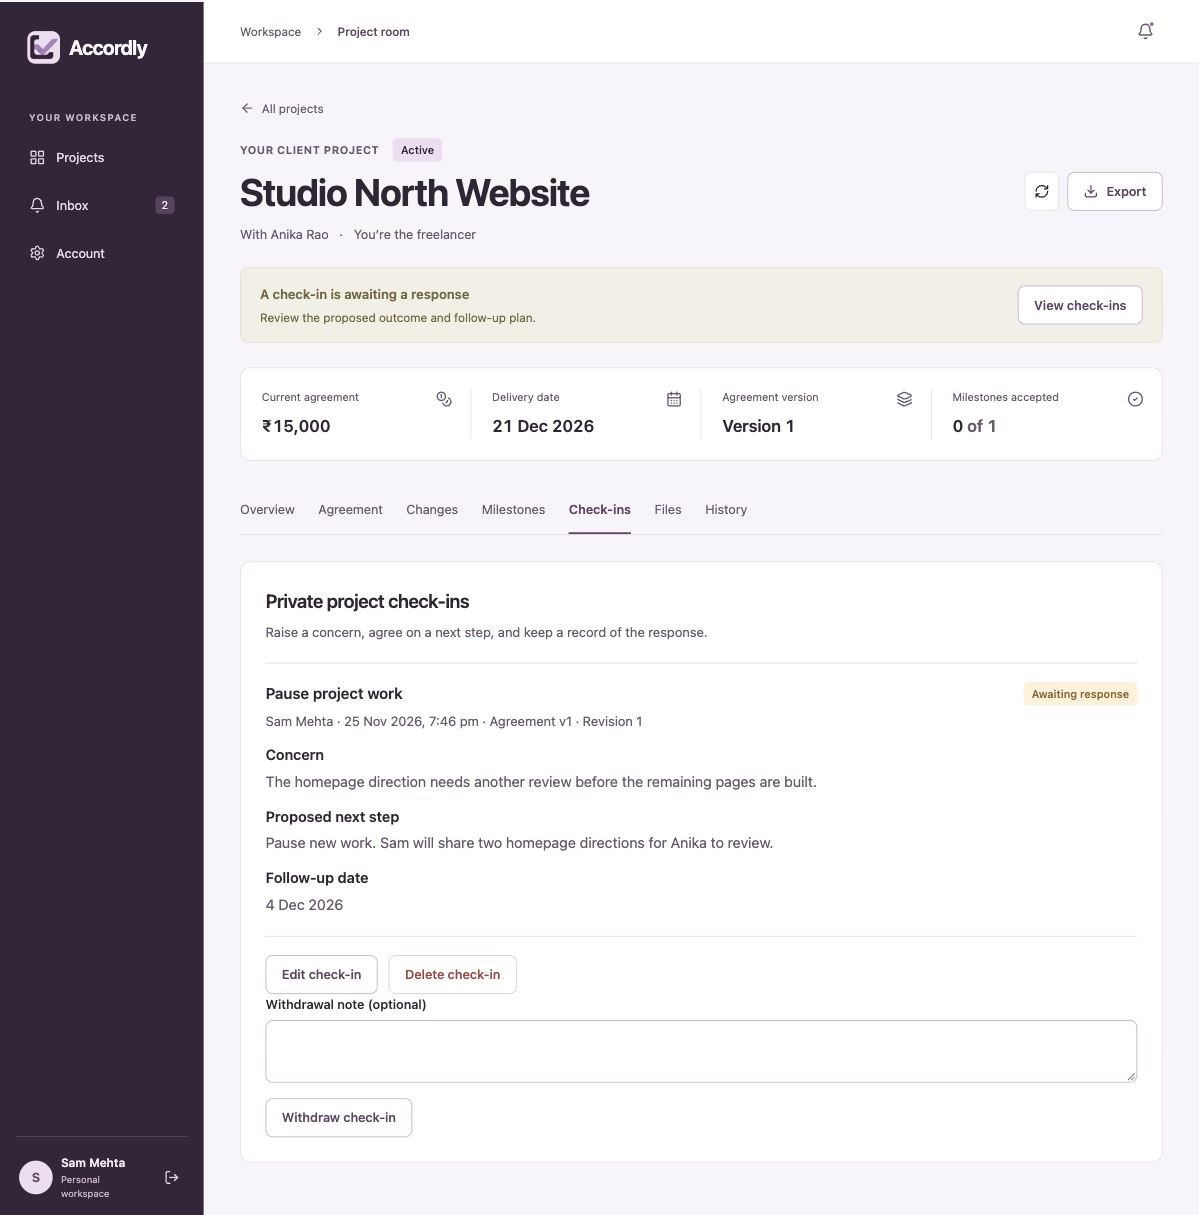 Accordly
YOUR WORKSPACE
Projects
Inbox 2
Account
S
Sam Mehta
Personal
workspace
Workspace > Project room
← All projects
YOUR CLIENT PROJECT Active
Studio North Website
Export
With Anika Rao · You're the freelancer
A check-in is awaiting a response
Review the proposed outcome and follow-up plan.
View check-ins
Current agreement
₹15,000
Delivery date
21 Dec 2026
Agreement version
Version 1
Milestones accepted
0 of 1
Overview Agreement Changes Milestones Check-ins Files History
Private project check-ins
Raise a concern, agree on a next step, and keep a record of the response.
Pause project work Awaiting response
Sam Mehta · 25 Nov 2026, 7:46 pm · Agreement v1 · Revision 1
Concern
The homepage direction needs another review before the remaining pages are built.
Proposed next step
Pause new work. Sam will share two homepage directions for Anika to review.
Follow-up date
4 Dec 2026
Edit check-in Delete check-in
Withdrawal note (optional)
Withdraw check-in